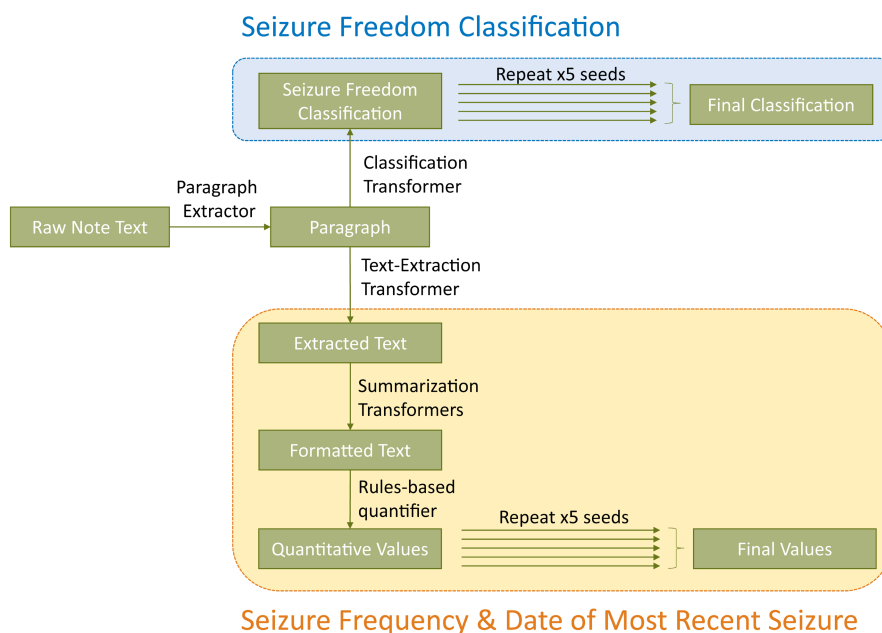 Seizure Freedom Classification
Repeat x5 seeds
Seizure Freedom
Classification
Final Classification
Classification
Transformer
Paragraph
Extractor
Raw Note Text
Paragraph
Text-Extraction
Transformer
Extracted Text
Summarization
Transformers
Formatted Text
Rules-based
quantifier
Repeat x5 seeds
Quantitative Values
Final Values
Seizure Frequency & Date of Most Recent Seizure